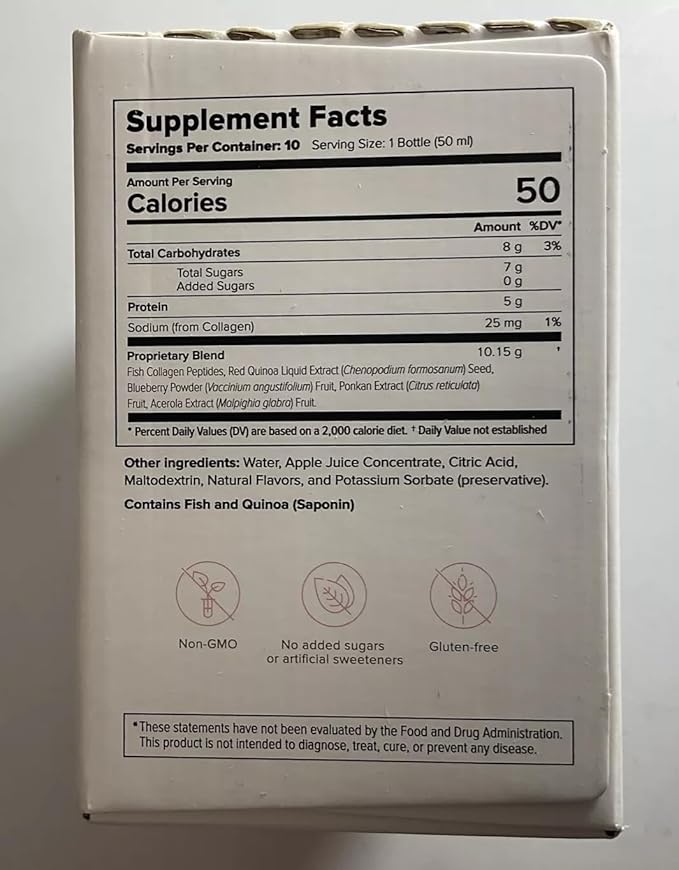 Supplement Facts
Servings Per Container: 10 Serving Size: 1 Bottle (50 ml)
Amount Per Serving
Calories 50
Amount %DV*
Total Carbohydrates 8 g 3%
Total Sugars 7 g
Added Sugars 0 g
Protein 5 g
Sodium (from Collagen) 25 mg 1%
Proprietary Blend 10.15 g †
Fish Collagen Peptides, Red Quinoa Liquid Extract (Chenopodium formosanum) Seed,
Blueberry Powder (Vaccinium angustifolium) Fruit, Ponkan Extract (Citrus reticulata)
Fruit, Acerola Extract (Malpighia glabra) Fruit.
* Percent Daily Values (DV) are based on a 2,000 calorie diet. † Daily Value not established
Other ingredients: Water, Apple Juice Concentrate, Citric Acid,
Maltodextrin, Natural Flavors, and Potassium Sorbate (preservative).
Contains Fish and Quinoa (Saponin)
Non-GMO
No added sugars
or artificial sweeteners
Gluten-free
*These statements have not been evaluated by the Food and Drug Administration.
This product is not intended to diagnose, treat, cure, or prevent any disease.